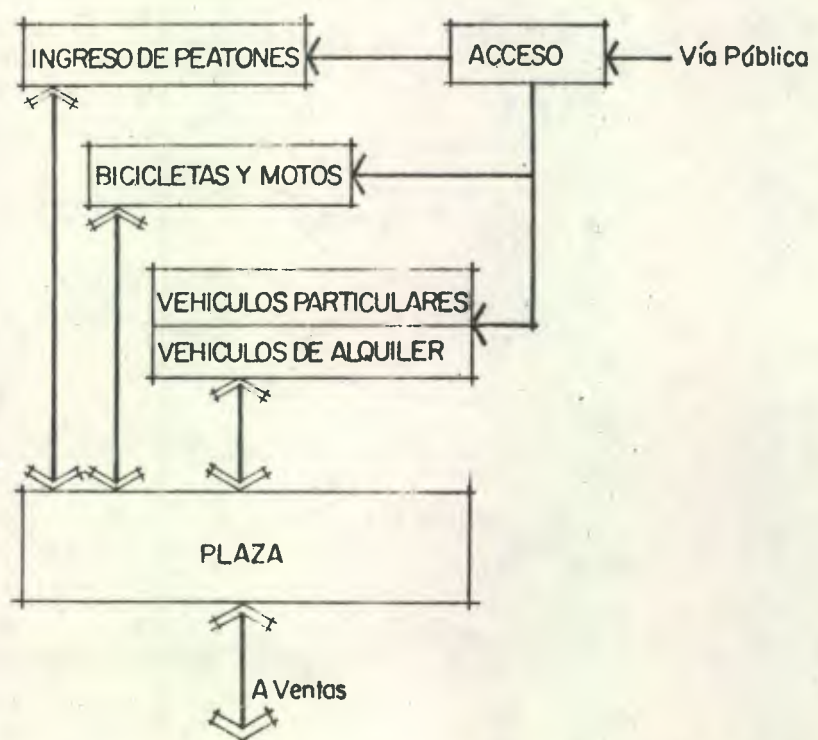 INGRESO DE PEATONES
ACCESO
Vía Pública
BICICLETAS Y MOTOS
VEHICULOS PARTICULARES
VEHICULOS DE ALQUILER
PLAZA
A Ventas